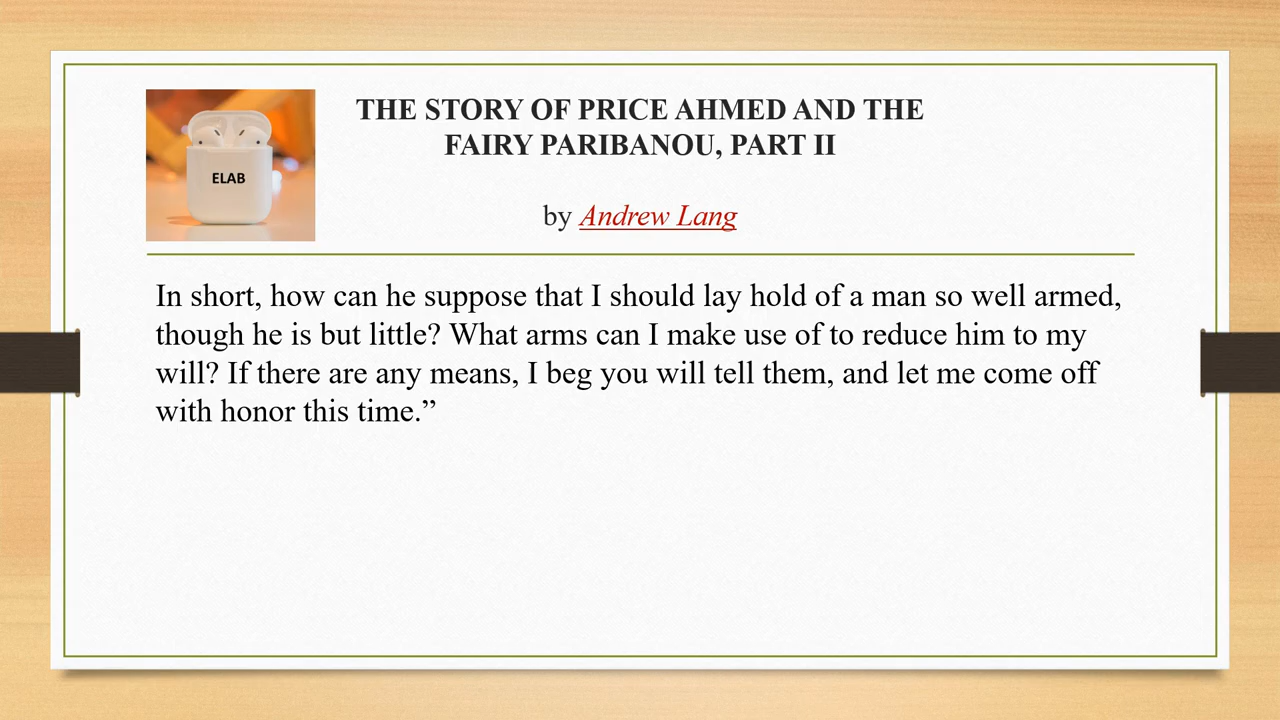 ELAB
THE STORY OF PRICE AHMED AND THE
FAIRY PARIBANOU, PART II
by Andrew Lang
In short, how can he suppose that I should lay hold of a man so well armed,
though he is but little? What arms can I make use of to reduce him to my
will? If there are any means, I beg you will tell them, and let me come off
with honor this time.”